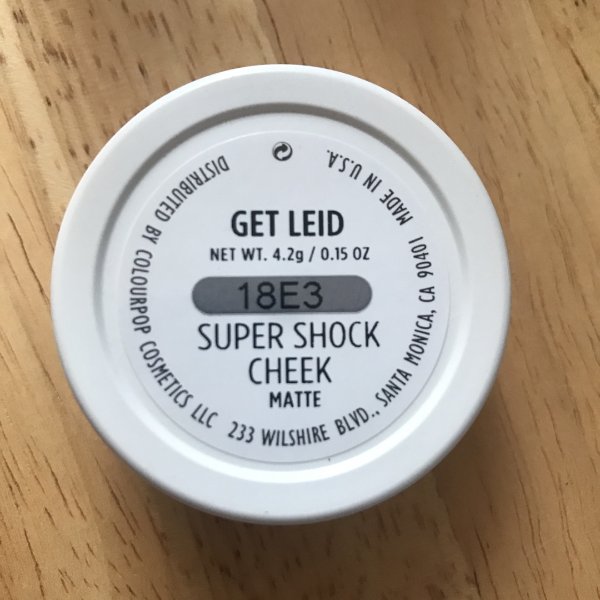 GET LEID
NET WT. 4.2g / 0.15 OZ
18E3
SUPER SHOCK
CHEEK
MATTE
DISTRIBUTED BY COLOURPOP COSMETICS LLC 233 WILSHIRE BLVD., SANTA MONICA, CA 90401 MADE IN U.S.A.